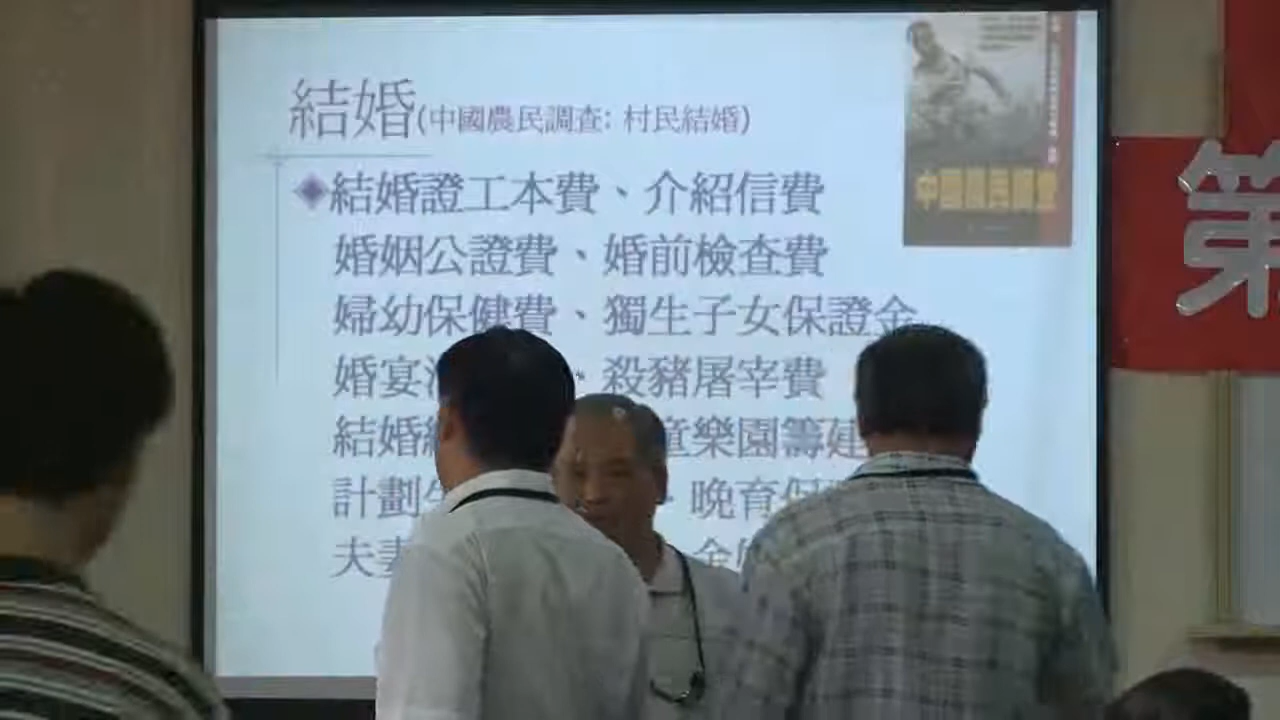 結婚(中國農民調查: 村民結婚)
◆結婚證工本費、介紹信費
婚姻公證費、婚前檢查費
婦幼保健費、獨生子女保證金
婚宴 殺豬屠宰費
結婚 童樂園籌建
計劃 晚育保
夫妻 金
中國農民調查
第